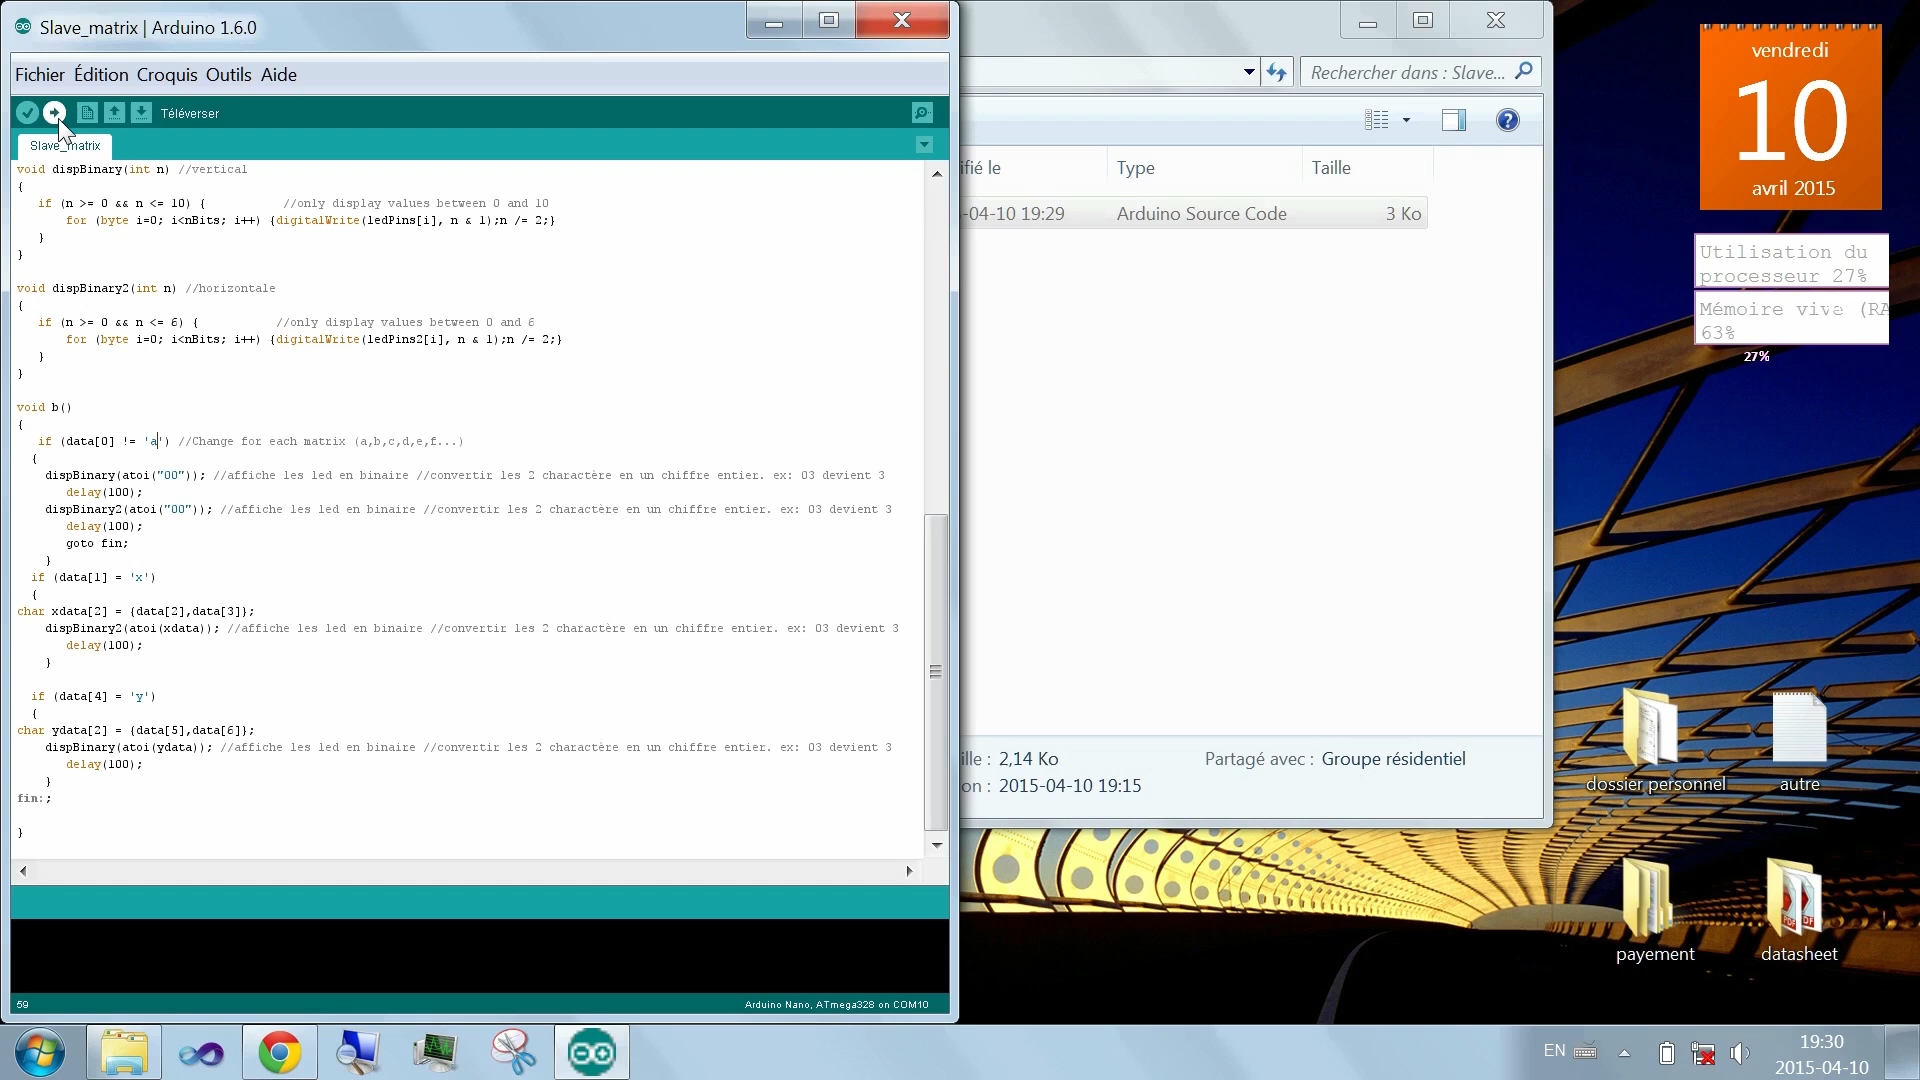 Slave_matrix | Arduino 1.6.0
Fichier Édition Croquis Outils Aide
Téléverser
Slave_matrix
void dispBinary(int n) //vertical
{
if (n >= 0 && n <= 10) { //only display values between 0 and 10
for (byte i=0; i<nBits; i++) {digitalWrite(ledPins[i], n & 1);n /= 2;}
}
}
void dispBinary2(int n) //horizontale
{
if (n >= 0 && n <= 6) { //only display values between 0 and 6
for (byte i=0; i<nBits; i++) {digitalWrite(ledPins2[i], n & 1);n /= 2;}
}
}
void b()
{
if (data[0] != 'a') //Change for each matrix (a,b,c,d,e,f...)
{
dispBinary(atoi("00")); //affiche les led en binaire //convertir les 2 charactère en un chiffre entier. ex: 03 devient 3
delay(100);
dispBinary2(atoi("00")); //affiche les led en binaire //convertir les 2 charactère en un chiffre entier. ex: 03 devient 3
delay(100);
goto fin;
}
if (data[1] = 'x')
{
char xdata[2] = {data[2],data[3]};
dispBinary2(atoi(xdata)); //affiche les led en binaire //convertir les 2 charactère en un chiffre entier. ex: 03 devient 3
delay(100);
}
if (data[4] = 'y')
{
char ydata[2] = {data[5],data[6]};
dispBinary(atoi(ydata)); //affiche les led en binaire //convertir les 2 charactère en un chiffre entier. ex: 03 devient 3
delay(100);
}
fin:;
}
59
Arduino Nano, ATmega328 on COM10
Rechercher dans : Slave...
ifié le Type Taille
-04-10 19:29 Arduino Source Code 3 Ko
ille : 2,14 Ko Partagé avec : Groupe résidentiel
on : 2015-04-10 19:15
vendredi
10
avril 2015
Utilisation du
processeur 27%
Mémoire vive (RA
63%
27%
dossier personnel
autre
payement
datasheet
EN
19:30
2015-04-10